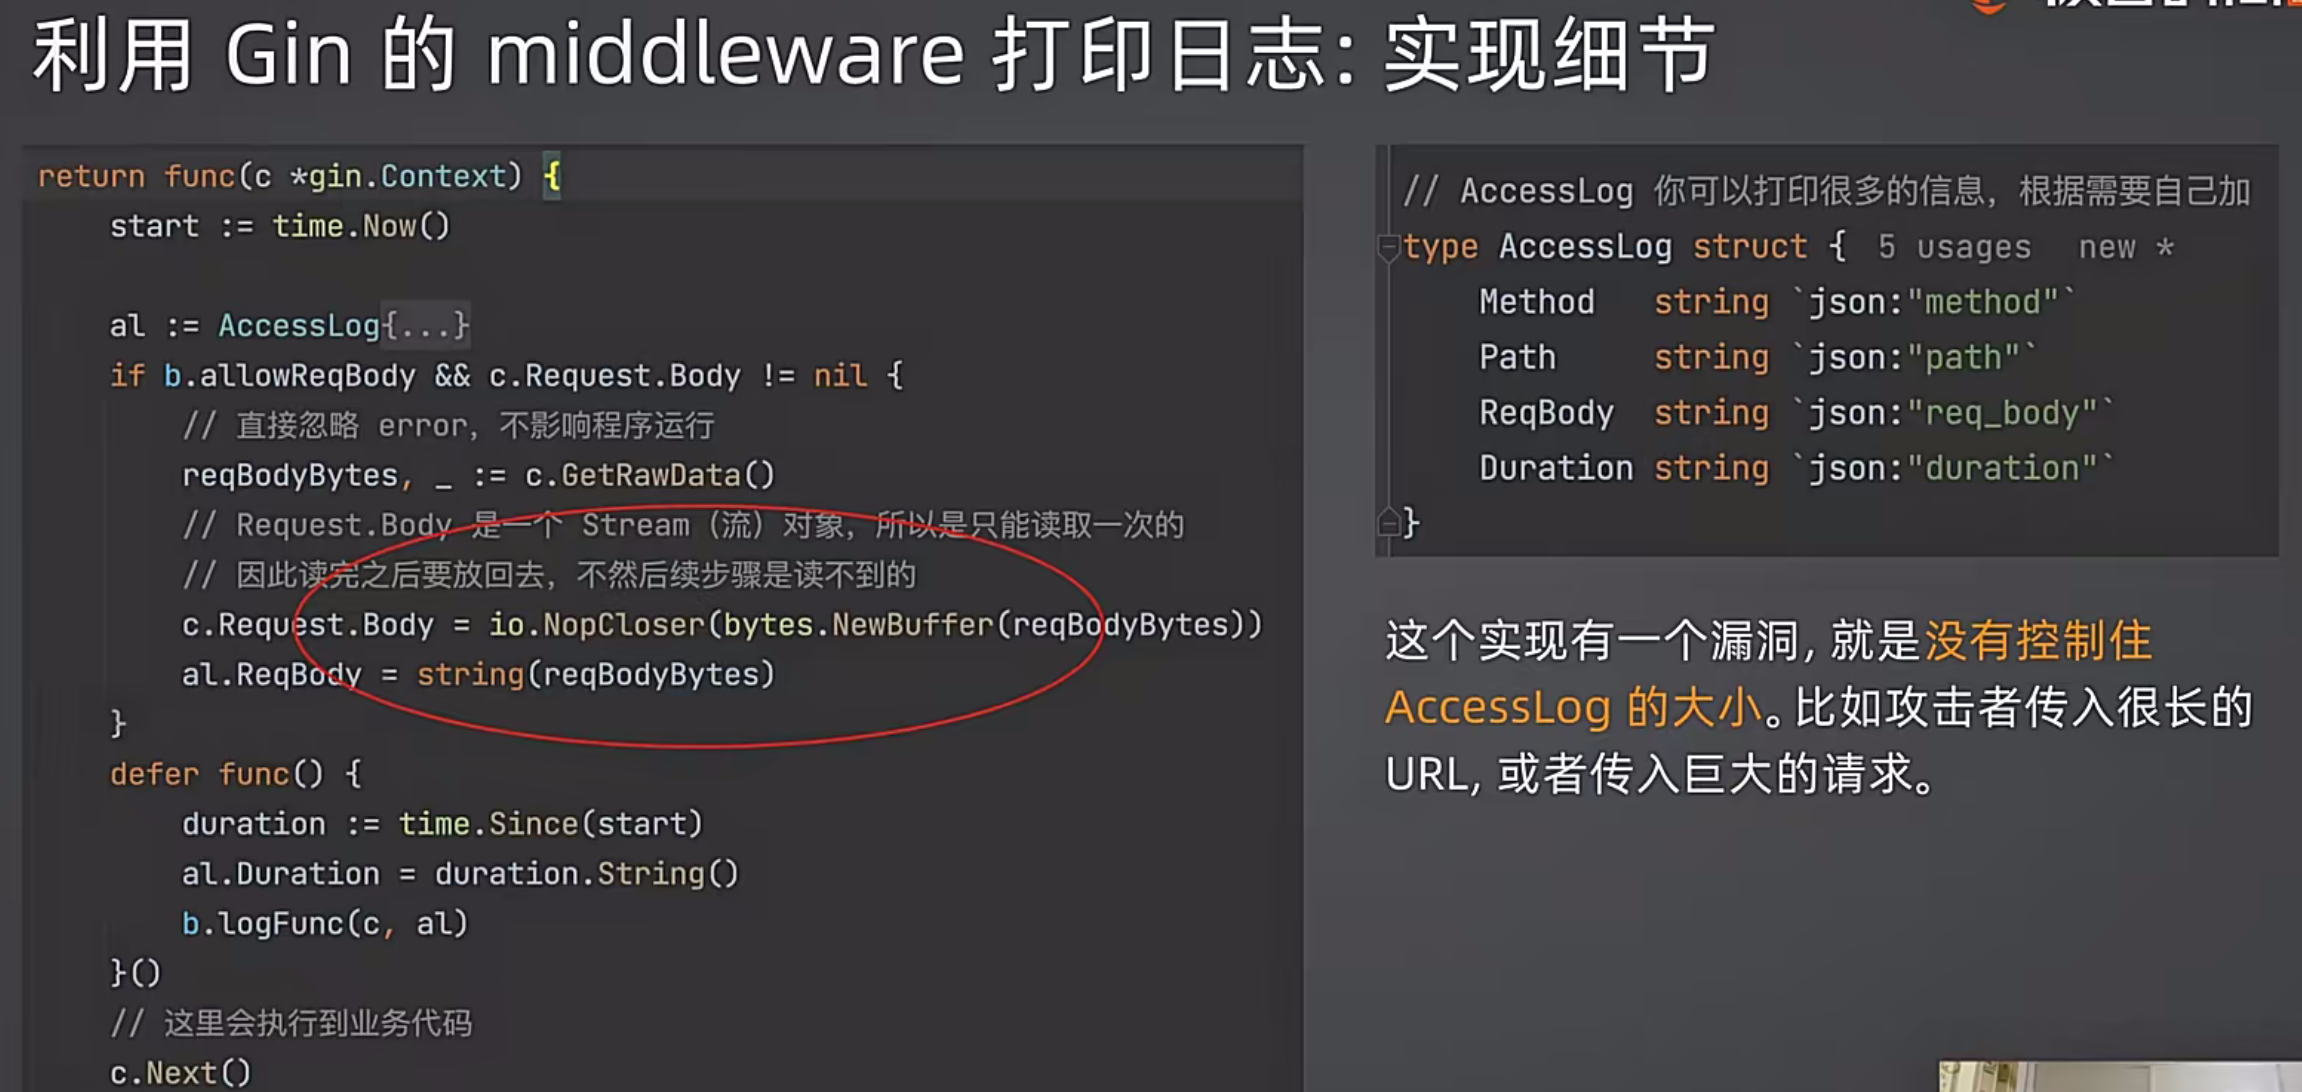 利用 Gin 的 middleware 打印日志: 实现细节
return func(c *gin.Context) {
start := time.Now()
al := AccessLog{...}
if b.allowReqBody && c.Request.Body != nil {
// 直接忽略 error，不影响程序运行
reqBodyBytes, _ := c.GetRawData()
// Request.Body 是一个 Stream（流）对象，所以是只能读取一次的
// 因此读完之后要放回去，不然后续步骤是读不到的
c.Request.Body = io.NopCloser(bytes.NewBuffer(reqBodyBytes))
al.ReqBody = string(reqBodyBytes)
}
defer func() {
duration := time.Since(start)
al.Duration = duration.String()
b.logFunc(c, al)
}()
// 这里会执行到业务代码
c.Next()
// AccessLog 你可以打印很多的信息，根据需要自己加
type AccessLog struct { 5 usages new *
Method string `json:"method"`
Path string `json:"path"`
ReqBody string `json:"req_body"`
Duration string `json:"duration"`
}
这个实现有一个漏洞, 就是没有控制住
AccessLog 的大小。比如攻击者传入很长的
URL, 或者传入巨大的请求。